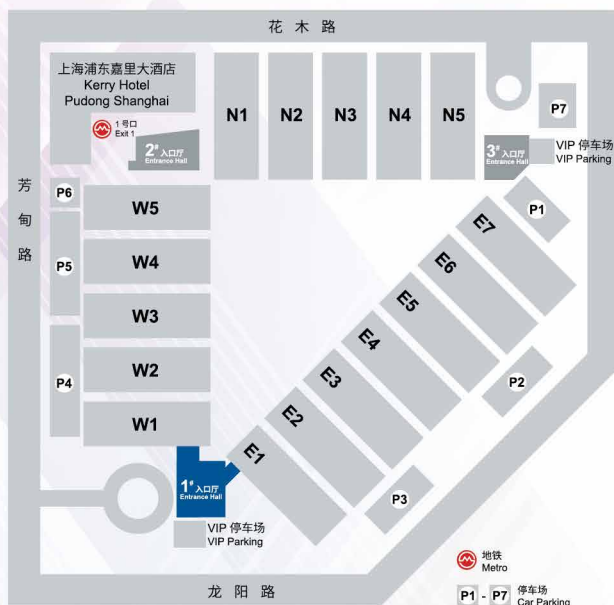 花木路
上海浦东嘉里大酒店
Kerry Hotel
Pudong Shanghai
1号口
Exit 1
2# 入口厅
Entrance Hall
N1
N2
N3
N4
N5
P7
3# 入口厅
Entrance Hall
VIP 停车场
VIP Parking
芳甸路
P6
P5
P4
W5
W4
W3
W2
W1
E7
E6
E5
E4
E3
E2
E1
P1
P2
P3
1# 入口厅
Entrance Hall
VIP 停车场
VIP Parking
龙阳路
地铁
Metro
P1 - P7 停车场
Car Parking